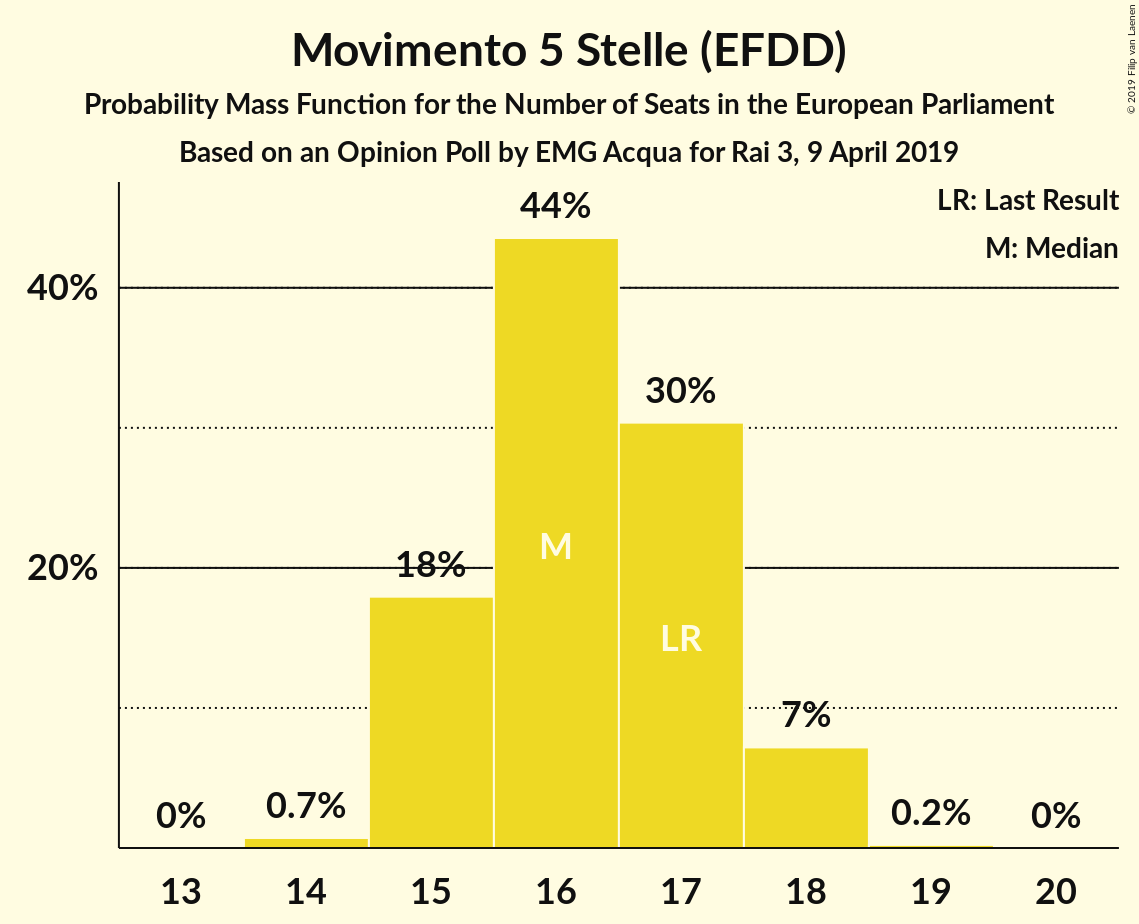 Movimento 5 Stelle (EFDD)
Probability Mass Function for the Number of Seats in the European Parliament
Based on an Opinion Poll by EMG Acqua for Rai 3, 9 April 2019
© 2019 Filip van Laenen
LR: Last Result
M: Median
44%
40%
30%
M
18%
20%
LR
7%
0%
0.7%
0.2%
0%
13 14 15 16 17 18 19 20